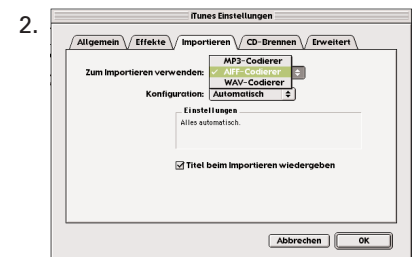 2.
iTunes Einstellungen
Allgemein Effekte Importieren CD-Brennen Erweitert
MP3-Codierer
Zum Importieren verwenden: ✓ AIFF-Codierer
WAV-Codierer
Konfiguration: Automatisch
Einstellungen
Alles automatisch.
Titel beim Importieren wiedergeben
Abbrechen OK